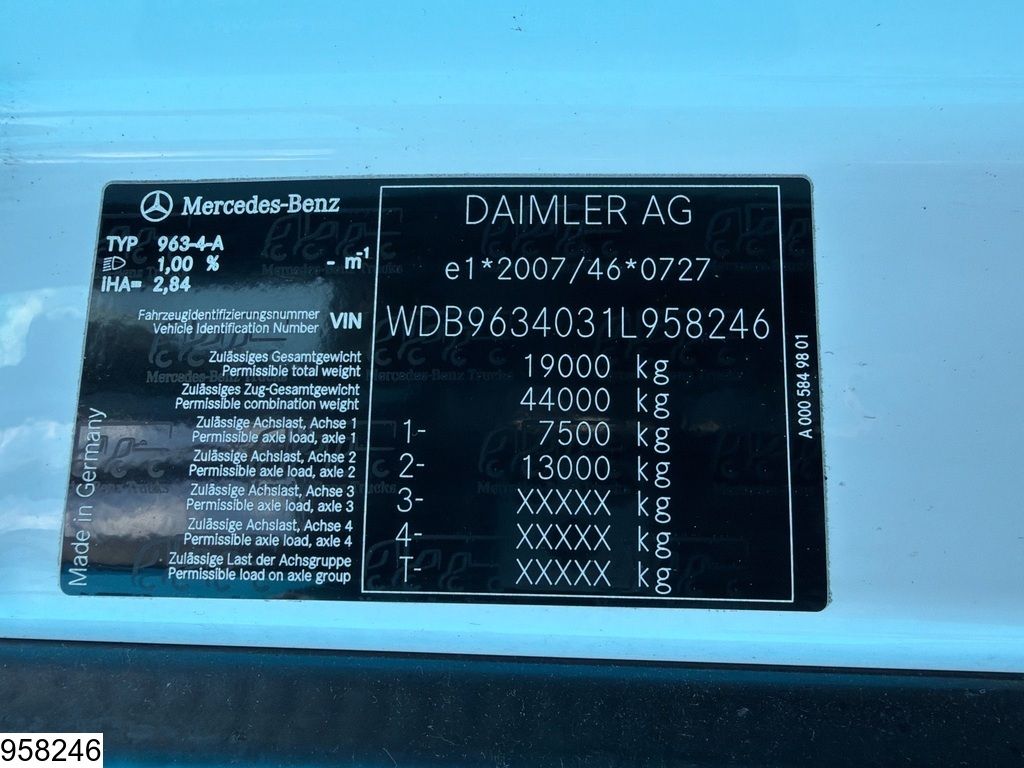 Mercedes-Benz
DAIMLER AG
TYP 963-4-A
1,00 % - m-1
e1*2007/46*0727
iHA= 2,84
Fahrzeugidentifizierungsnummer
Vehicle Identification Number VIN WDB9634031L958246
Zulässiges Gesamtgewicht
Permissible total weight 19000 kg
Zulässiges Zug-Gesamtgewicht
Permissible combination weight 44000 kg
Zulässige Achslast, Achse 1
Permissible axle load, axle 1 1- 7500 kg
Zulässige Achslast, Achse 2
Permissible axle load, axle 2 2- 13000 kg
Zulässige Achslast, Achse 3
Permissible axle load, axle 3 3- XXXXX kg
Zulässige Achslast, Achse 4
Permissible axle load, axle 4 4- XXXXX kg
Zulässige Last der Achsgruppe
Permissible load on axle group T- XXXXX kg
Made in Germany
A 000 584 98 01
958246